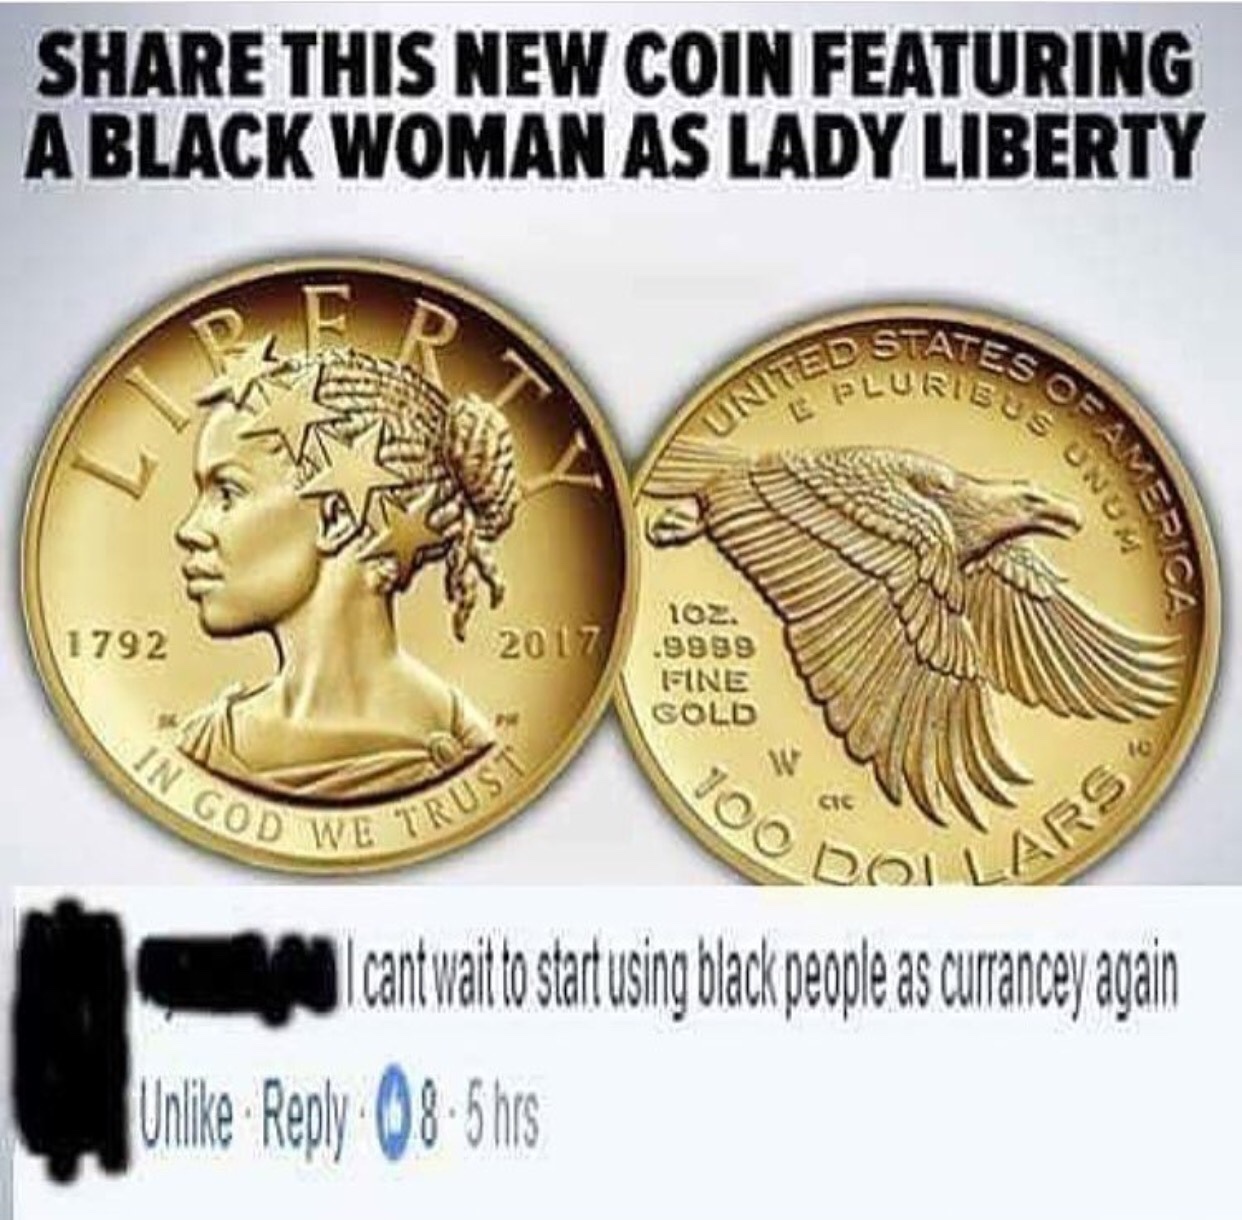 SHARE THIS NEW COIN FEATURING
A BLACK WOMAN AS LADY LIBERTY
LIBERTY
1792
2017
IN GOD WE TRUST
UNITED STATES OF AMERICA
E PLURIBUS UNUM
1OZ.
.9999
FINE
GOLD
W
100 DOLLARS
I cant wait to start using black people as currancey again
Unlike · Reply · 8 · 5 hrs